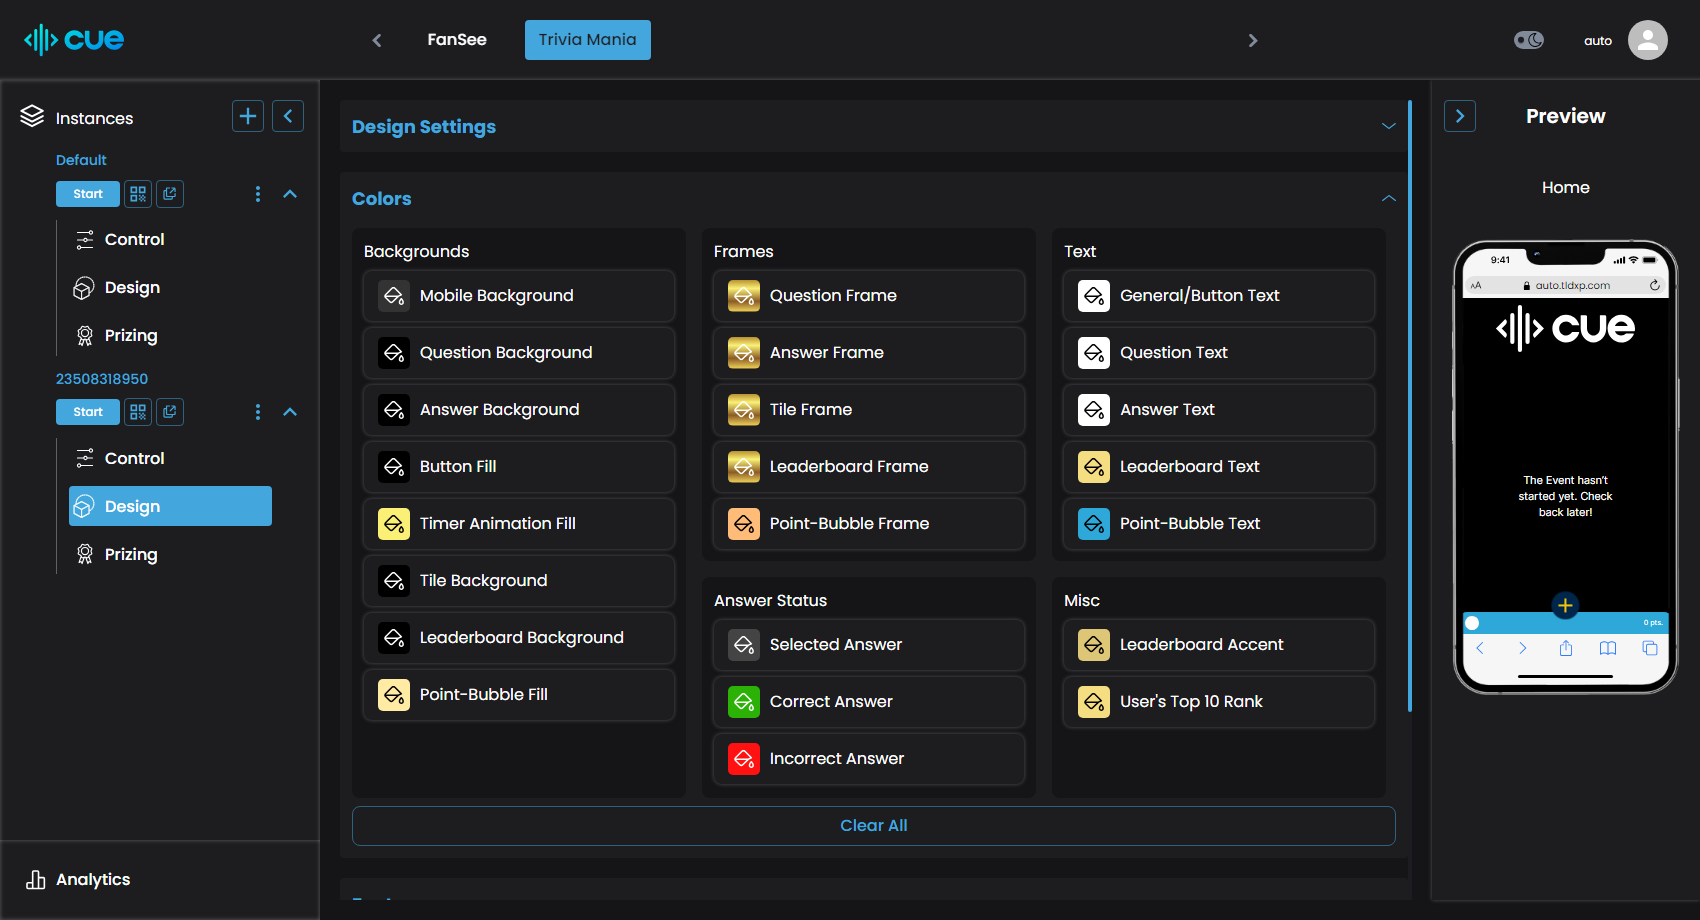 cue
FanSee
Trivia Mania
auto
Instances
Default
Start
Control
Design
Prizing
23508318950
Start
Control
Design
Prizing
Analytics
Design Settings
Colors
Backgrounds
Mobile Background
Question Background
Answer Background
Button Fill
Timer Animation Fill
Tile Background
Leaderboard Background
Point-Bubble Fill
Frames
Question Frame
Answer Frame
Tile Frame
Leaderboard Frame
Point-Bubble Frame
Text
General/Button Text
Question Text
Answer Text
Leaderboard Text
Point-Bubble Text
Answer Status
Selected Answer
Correct Answer
Incorrect Answer
Misc
Leaderboard Accent
User's Top 10 Rank
Clear All
Preview
Home
9:41
AA
auto.tldxp.com
cue
The Event hasn't
started yet. Check
back later!
0 pts.